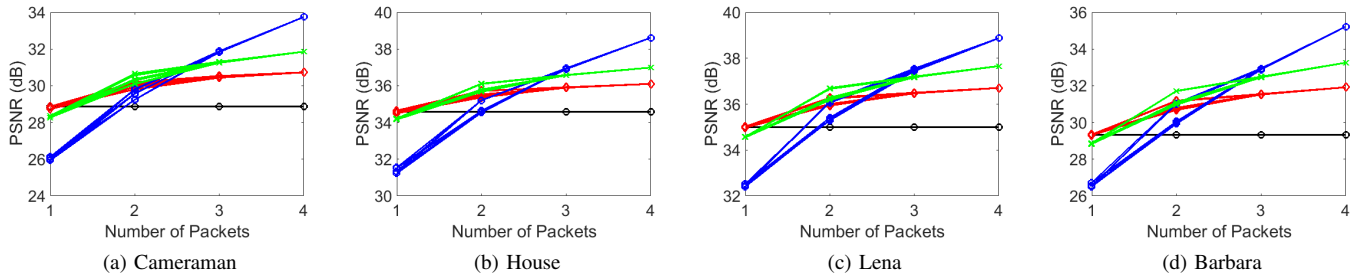 PSNR (dB)
36
34
32
30
28
26
24
1 2 3 4
Number of Packets
(a) Cameraman
PSNR (dB)
40
38
36
34
32
30
1 2 3 4
Number of Packets
(b) House
PSNR (dB)
40
38
36
34
32
1 2 3 4
Number of Packets
(c) Lena
PSNR (dB)
36
34
32
30
28
26
1 2 3 4
Number of Packets
(d) Barbara